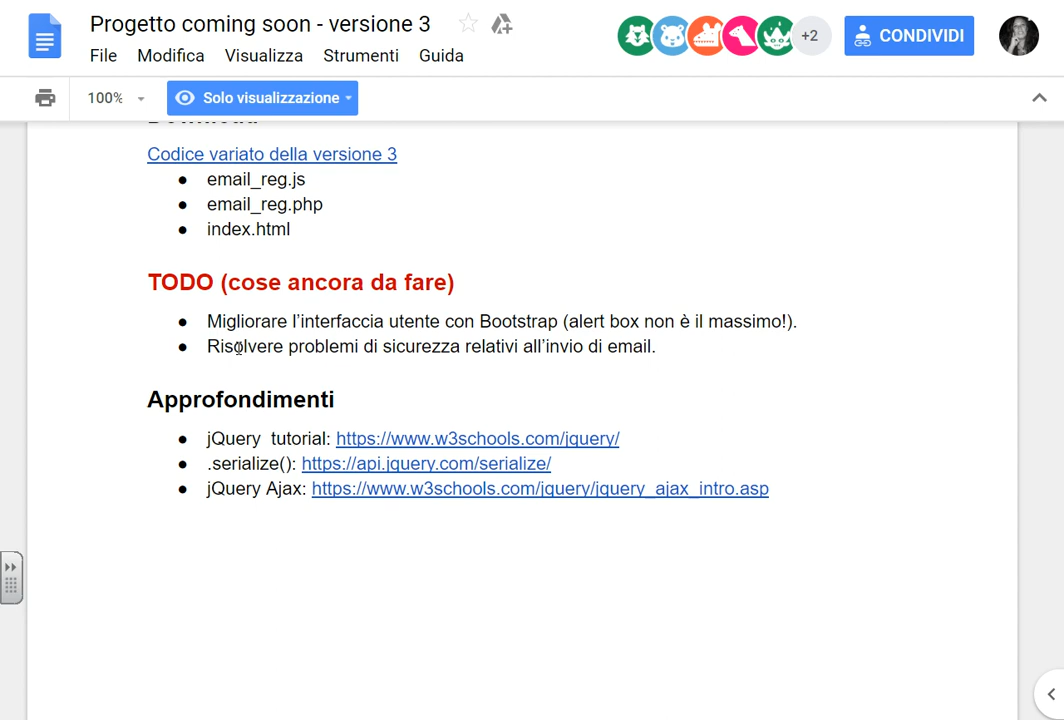 Progetto coming soon - versione 3
+2
CONDIVIDI
File Modifica Visualizza Strumenti Guida
100% Solo visualizzazione
Codice variato della versione 3
● email_reg.js
● email_reg.php
● index.html
TODO (cose ancora da fare)
● Migliorare l’interfaccia utente con Bootstrap (alert box non è il massimo!).
● Risolvere problemi di sicurezza relativi all’invio di email.
Approfondimenti
● jQuery tutorial: https://www.w3schools.com/jquery/
● .serialize(): https://api.jquery.com/serialize/
● jQuery Ajax: https://www.w3schools.com/jquery/jquery_ajax_intro.asp